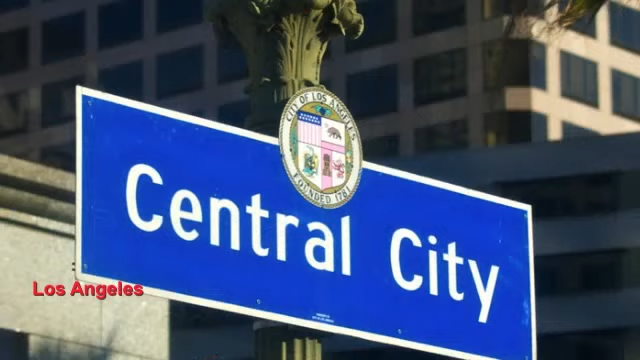 CITY OF LOS ANGELES
FOUNDED 1781
Central City
Los Angeles